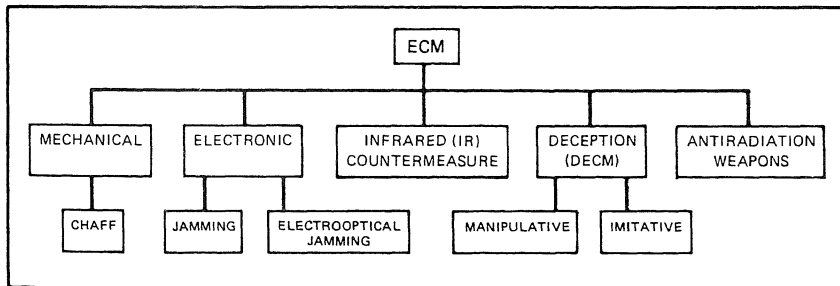 ECM
MECHANICAL
ELECTRONIC
INFRARED (IR)
COUNTERMEASURE
DECEPTION
(DECM)
ANTIRADIATION
WEAPONS
CHAFF
JAMMING
ELECTROOPTICAL
JAMMING
MANIPULATIVE
IMITATIVE